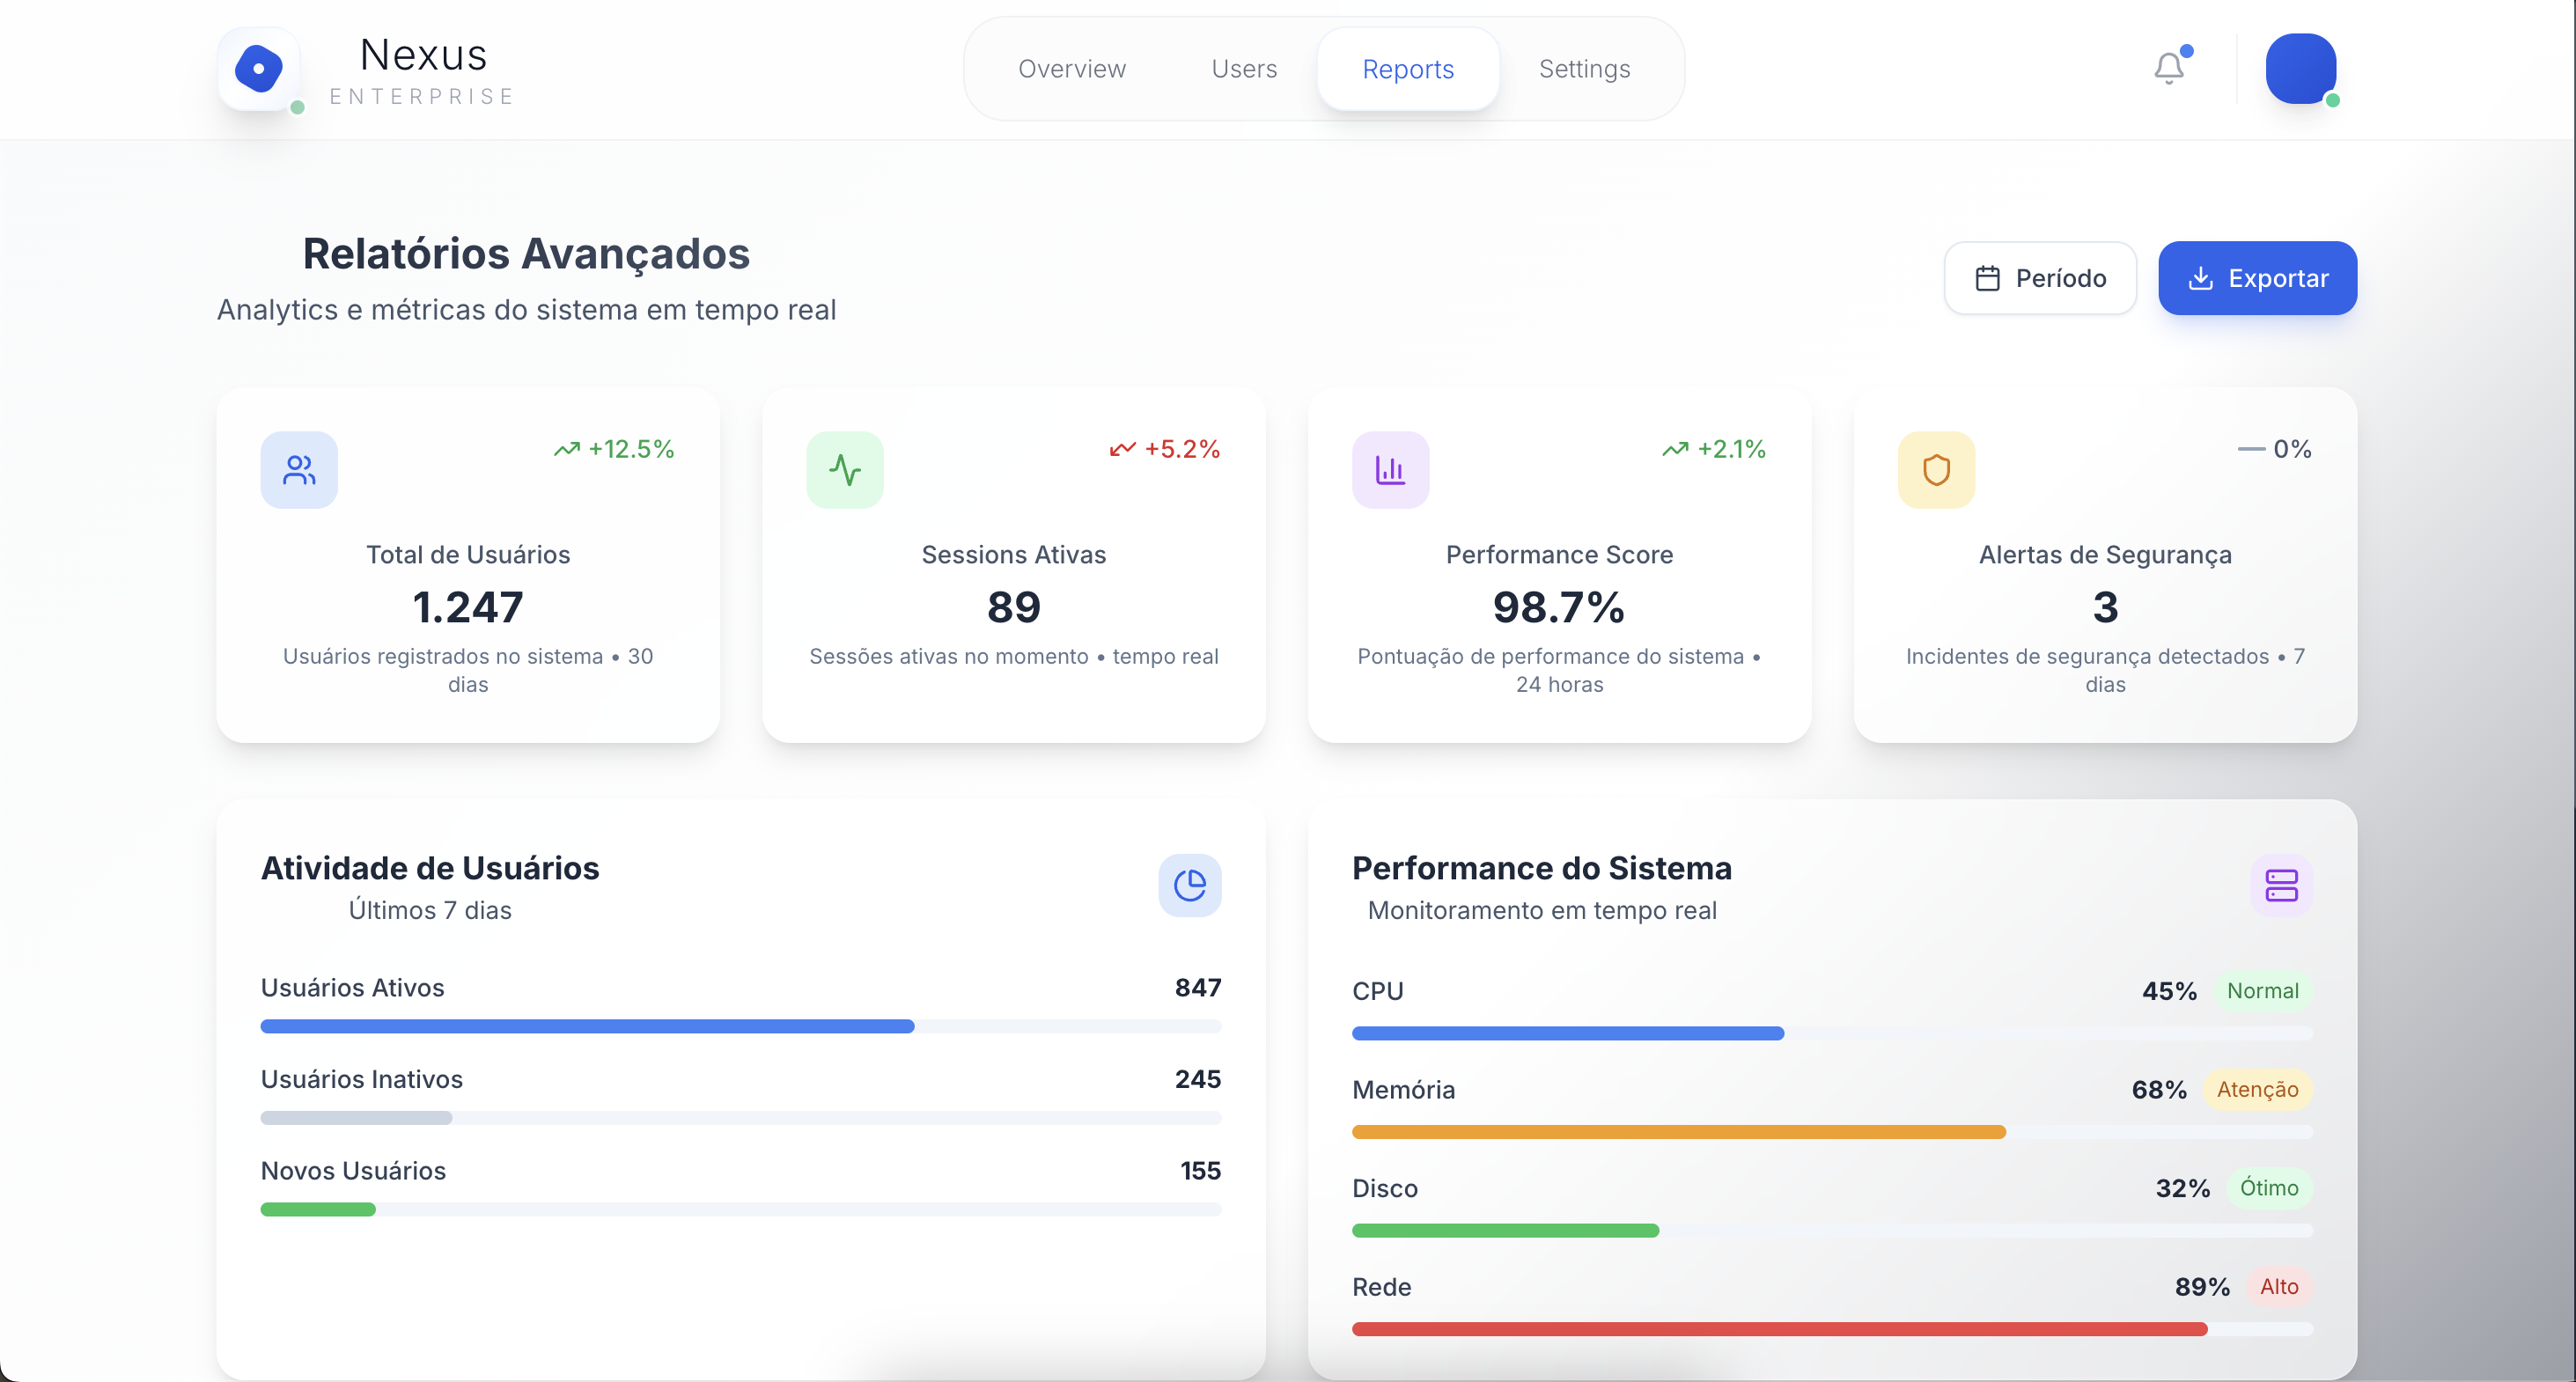 Nexus
ENTERPRISE
Overview
Users
Reports
Settings
Relatórios Avançados
Analytics e métricas do sistema em tempo real
Período
Exportar
+12.5%
Total de Usuários
1.247
Usuários registrados no sistema • 30
dias
+5.2%
Sessions Ativas
89
Sessões ativas no momento • tempo real
+2.1%
Performance Score
98.7%
Pontuação de performance do sistema •
24 horas
0%
Alertas de Segurança
3
Incidentes de segurança detectados • 7
dias
Atividade de Usuários
Últimos 7 dias
Usuários Ativos 847
Usuários Inativos 245
Novos Usuários 155
Performance do Sistema
Monitoramento em tempo real
CPU 45% Normal
Memória 68% Atenção
Disco 32% Ótimo
Rede 89% Alto